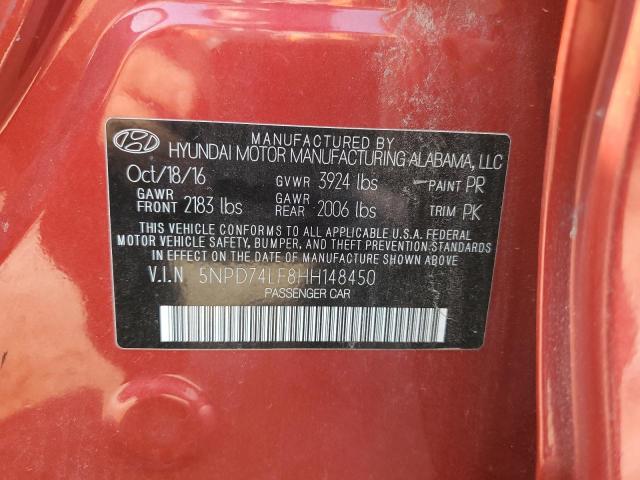 MANUFACTURED BY
HYUNDAI MOTOR MANUFACTURING ALABAMA, LLC
Oct/18/16 GVWR 3924 lbs PAINT PR
GAWR FRONT 2183 lbs GAWR REAR 2006 lbs TRIM PK
THIS VEHICLE CONFORMS TO ALL APPLICABLE U.S.A. FEDERAL
MOTOR VEHICLE SAFETY, BUMPER, AND THEFT PREVENTION STANDARDS
IN EFFECT ON THE DATE OF MANUFACTURE SHOWN ABOVE
V.I.N 5NPD74LF8HH148450
PASSENGER CAR